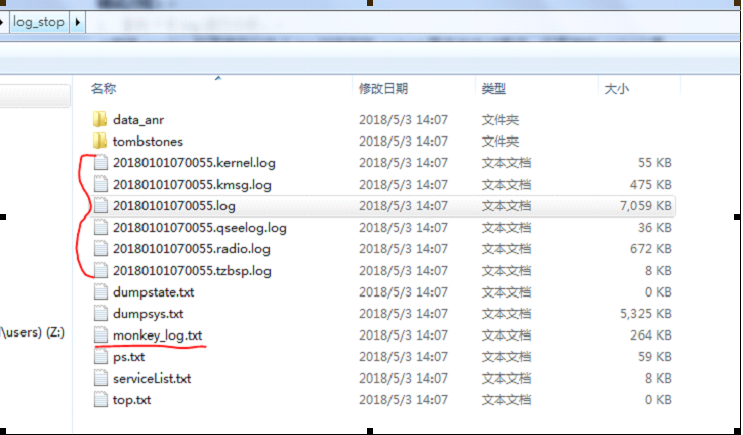 log_stop
名称 修改日期 类型 大小
data_anr 2018/5/3 14:07 文件夹
tombstones 2018/5/3 14:07 文件夹
20180101070055.kernel.log 2018/5/3 14:07 文本文档 55 KB
20180101070055.kmsg.log 2018/5/3 14:07 文本文档 475 KB
20180101070055.log 2018/5/3 14:07 文本文档 7,059 KB
20180101070055.qseelog.log 2018/5/3 14:07 文本文档 36 KB
20180101070055.radio.log 2018/5/3 14:07 文本文档 672 KB
20180101070055.tzbsp.log 2018/5/3 14:07 文本文档 8 KB
dumpstate.txt 2018/5/3 14:07 文本文档 0 KB
dumpsys.txt 2018/5/3 14:07 文本文档 5,325 KB
l\users) (Z:) monkey_log.txt 2018/5/3 14:07 文本文档 264 KB
ps.txt 2018/5/3 14:07 文本文档 59 KB
serviceList.txt 2018/5/3 14:07 文本文档 8 KB
top.txt 2018/5/3 14:07 文本文档 0 KB